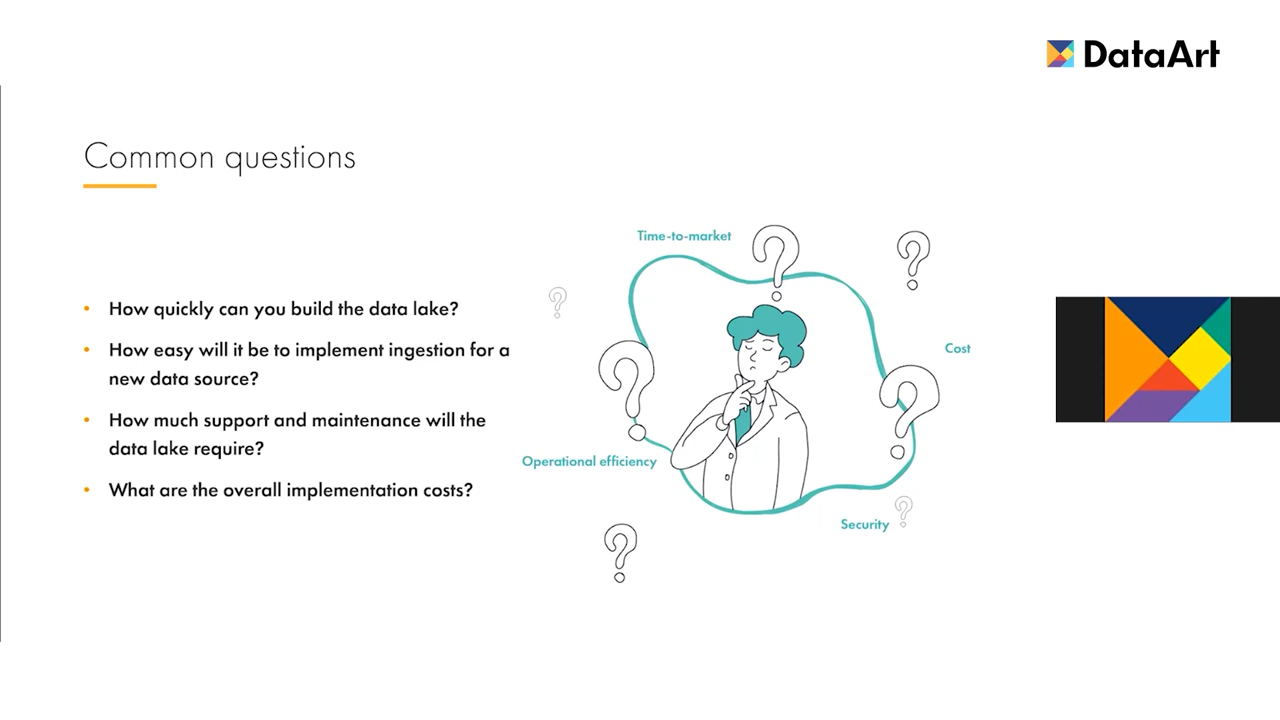 DataArt
Common questions
• How quickly can you build the data lake?
• How easy will it be to implement ingestion for a
new data source?
• How much support and maintenance will the
data lake require?
• What are the overall implementation costs?
Time-to-market
Cost
Operational efficiency
Security